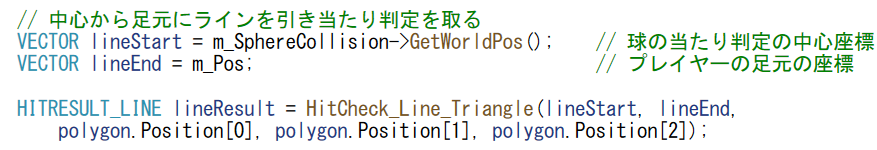 // 中心から足元にラインを引き当たり判定を取る
VECTOR lineStart = m_SphereCollision->GetWorldPos();    // 球の当たり判定の中心座標
VECTOR lineEnd = m_Pos;                                 // プレイヤーの足元の座標
HITRESULT_LINE lineResult = HitCheck_Line_Triangle(lineStart, lineEnd,
    polygon.Position[0], polygon.Position[1], polygon.Position[2]);